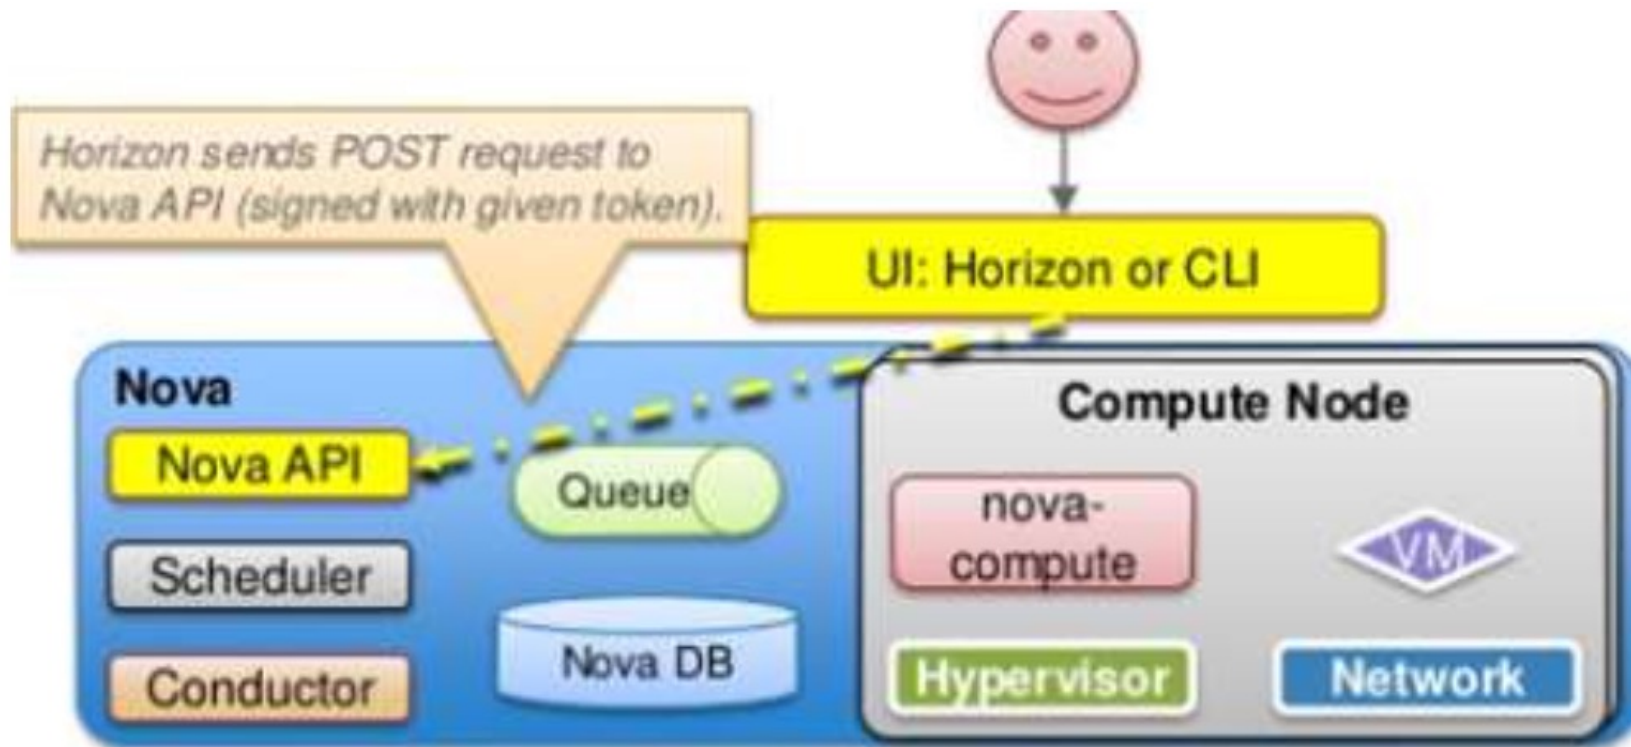 Horizon sends POST request to
Nova API (signed with given token).
UI: Horizon or CLI
Nova
Compute Node
Nova API
Queue
nova-
compute
VM
Scheduler
Nova DB
Conductor
Hypervisor
Network